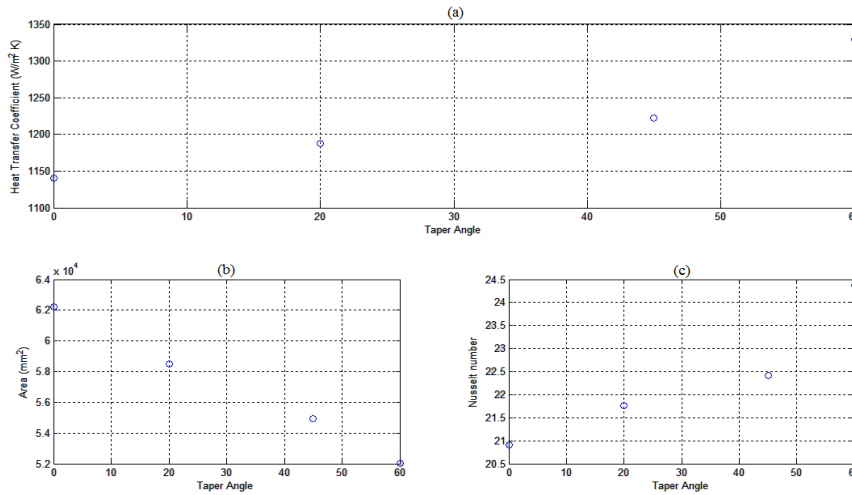 (a)
1350
1300
1250
1200
1150
1100
Heat Transfer Coefficient (W/m² K)
0 10 20 30 40 50 6
Taper Angle
(b)
x 10⁴
6.4
6.2
6
5.8
5.6
5.4
5.2
Area (mm²)
0 10 20 30 40 50 60
Taper Angle
(c)
24.5
24
23.5
23
22.5
22
21.5
21
20.5
Nusselt number
0 10 20 30 40 50 6
Taper Angle